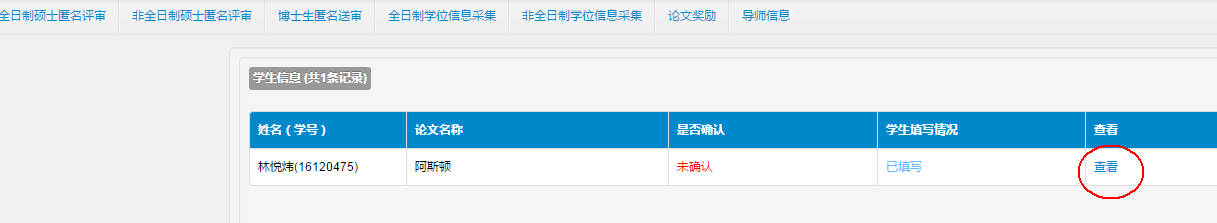 全日制硕士匿名评审 非全日制硕士匿名评审 博士生匿名送审 全日制学位信息采集 非全日制学位信息采集 论文奖励 导师信息
学生信息 (共1条记录)
姓名（学号） 论文名称 是否确认 学生填写情况 查看
林悦炜(16120475) 阿斯顿 未确认 已填写 查看